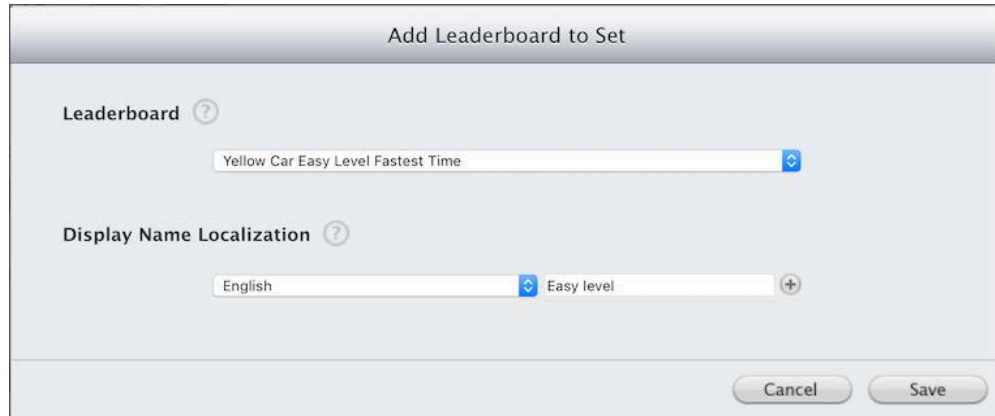 Add Leaderboard to Set
Leaderboard ?
Yellow Car Easy Level Fastest Time
Display Name Localization ?
English Easy level
Cancel Save